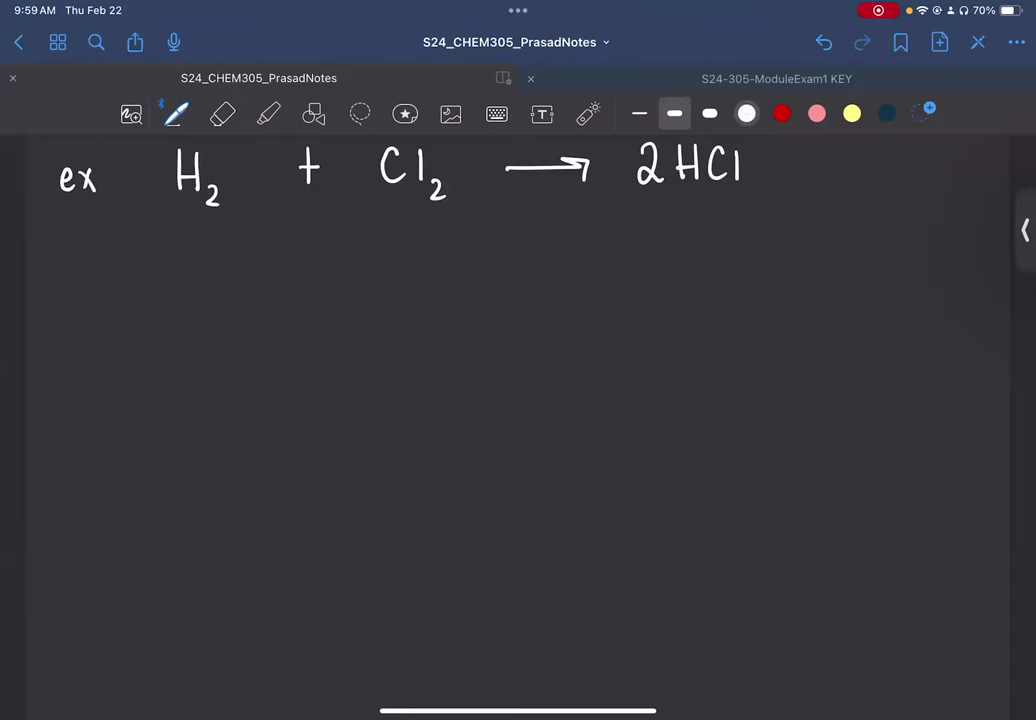 9:59 AM Thu Feb 22 70%
S24_CHEM305_PrasadNotes
S24_CHEM305_PrasadNotes S24-305-ModuleExam1 KEY
ex H₂ + Cl₂ ⟶ 2HCl